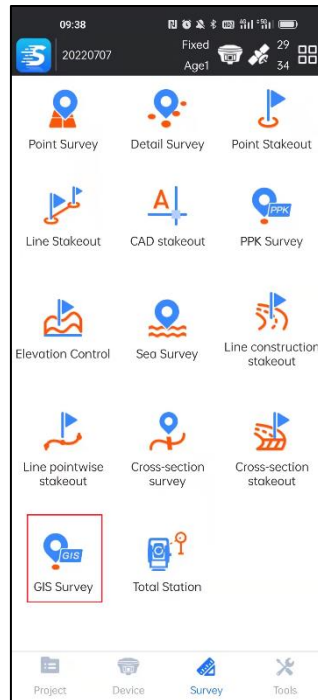 09:38
20220707
Fixed
Age1
29
34
Point Survey
Detail Survey
Point Stakeout
Line Stakeout
A
CAD stakeout
PPK
PPK Survey
Elevation Control
Sea Survey
Line construction
stakeout
Line pointwise
stakeout
Cross-section
survey
Cross-section
stakeout
GIS
GIS Survey
Total Station
Project
Device
Survey
Tools